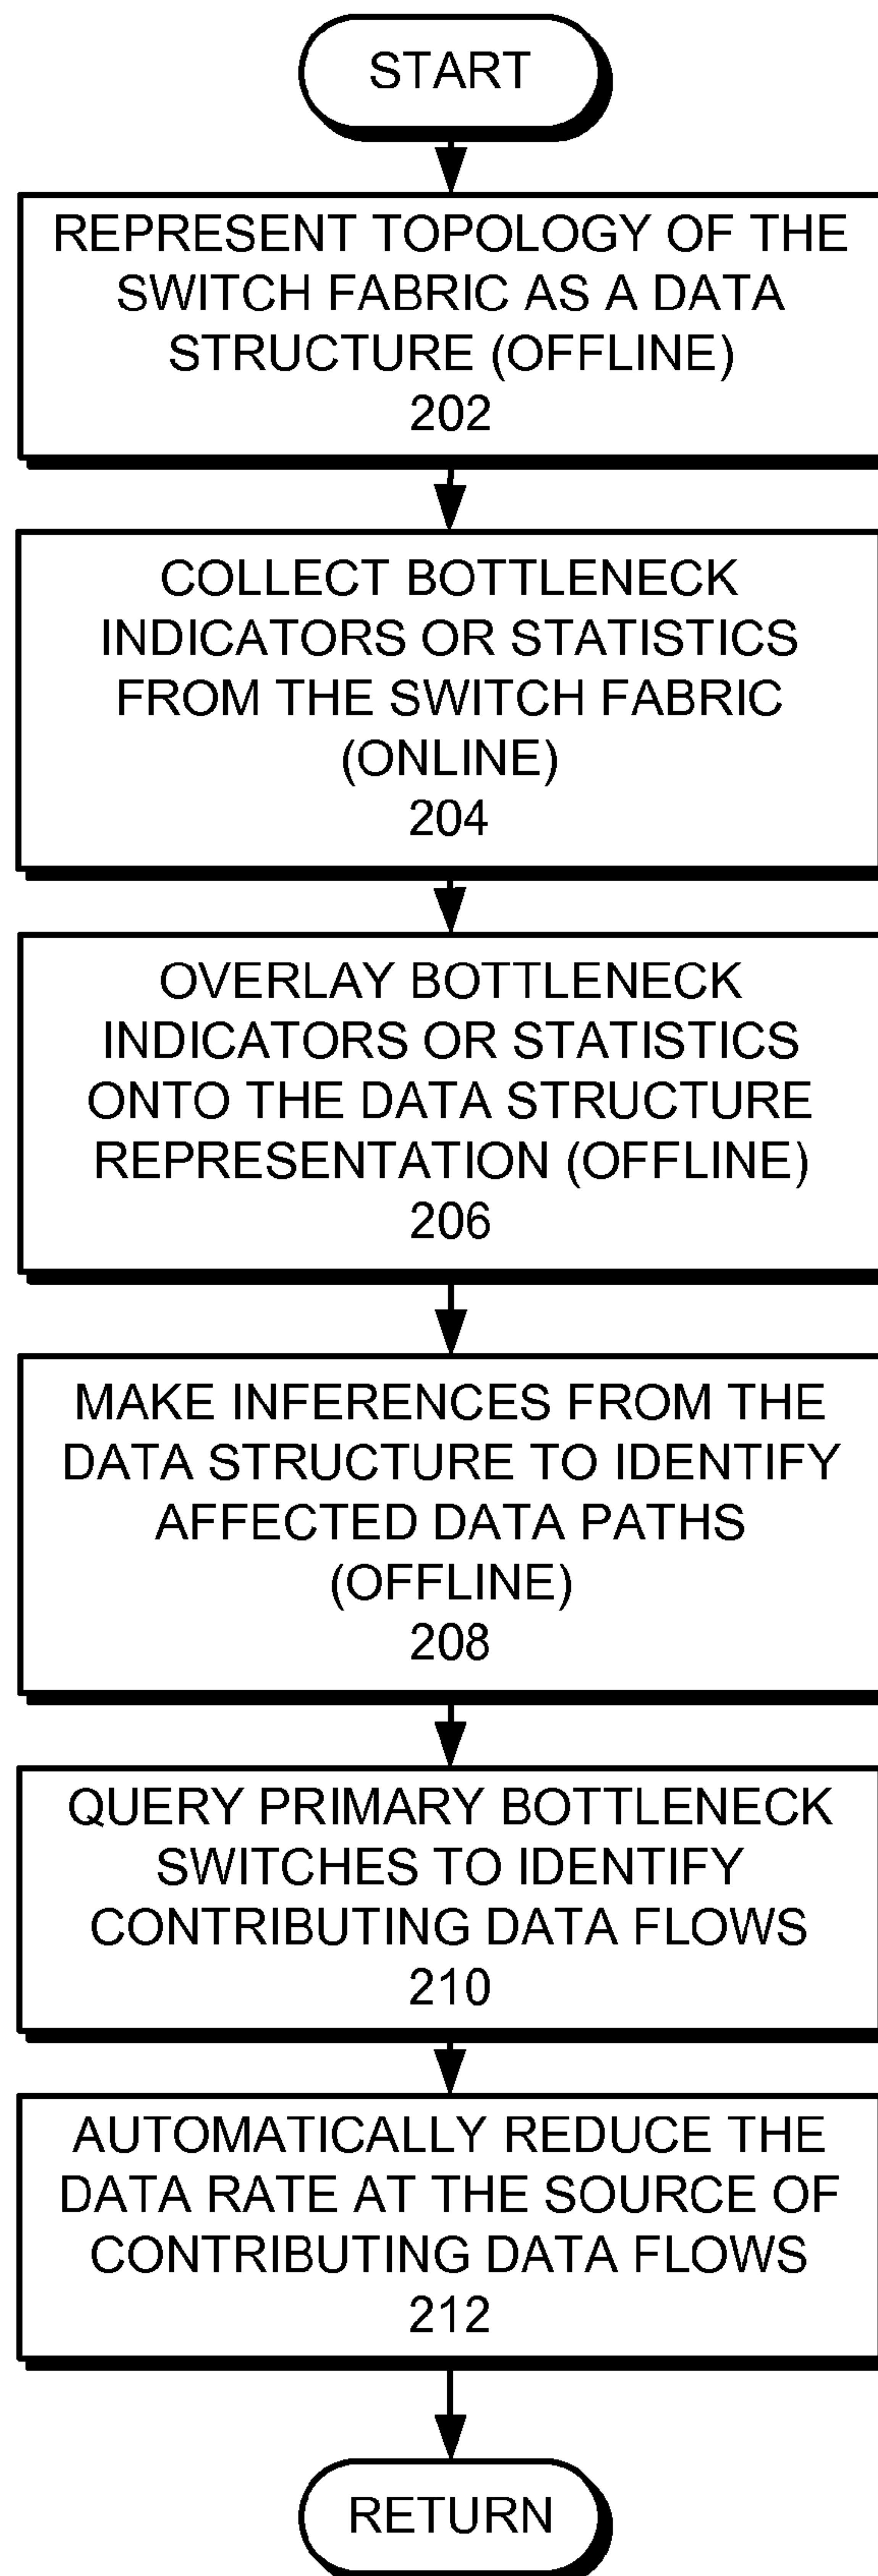 START
REPRESENT TOPOLOGY OF THE
SWITCH FABRIC AS A DATA
STRUCTURE (OFFLINE)
202
COLLECT BOTTLENECK
INDICATORS OR STATISTICS
FROM THE SWITCH FABRIC
(ONLINE)
204
OVERLAY BOTTLENECK
INDICATORS OR STATISTICS
ONTO THE DATA STRUCTURE
REPRESENTATION (OFFLINE)
206
MAKE INFERENCES FROM THE
DATA STRUCTURE TO IDENTIFY
AFFECTED DATA PATHS
(OFFLINE)
208
QUERY PRIMARY BOTTLENECK
SWITCHES TO IDENTIFY
CONTRIBUTING DATA FLOWS
210
AUTOMATICALLY REDUCE THE
DATA RATE AT THE SOURCE OF
CONTRIBUTING DATA FLOWS
212
RETURN